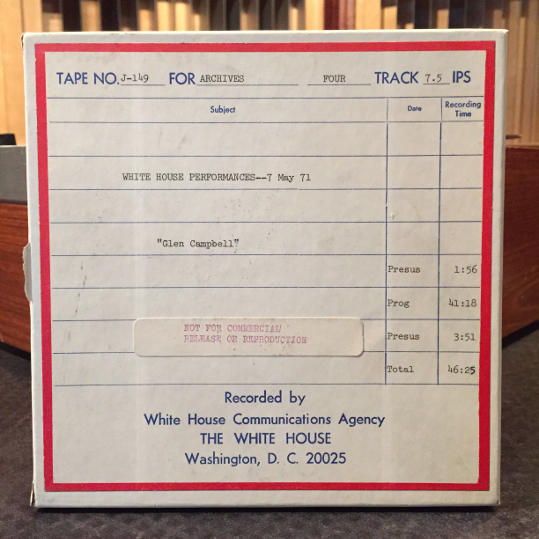 TAPE NO. J-149 FOR ARCHIVES FOUR TRACK 7.5 IPS
Subject Date Recording Time
WHITE HOUSE PERFORMANCES--7 May 71
"Glen Campbell"
Presus 1:56
Prog 41:18
NOT FOR COMMERCIAL/
RELEASE OR REPRODUCTION
Presus 3:51
Total 46:25
Recorded by
White House Communications Agency
THE WHITE HOUSE
Washington, D. C. 20025